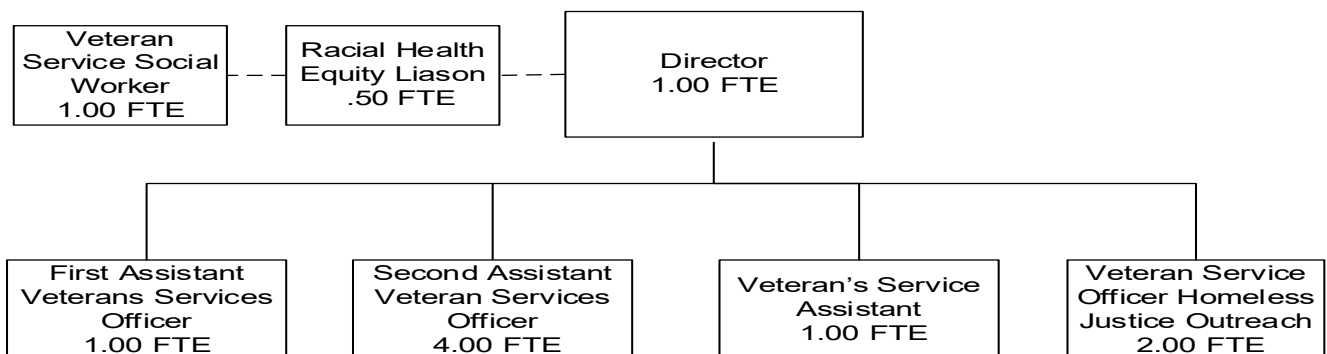 Veteran
Service Social
Worker
1.00 FTE
Racial Health
Equity Liason
.50 FTE
Director
1.00 FTE
First Assistant
Veterans Services
Officer
1.00 FTE
Second Assistant
Veteran Services
Officer
4.00 FTE
Veteran’s Service
Assistant
1.00 FTE
Veteran Service
Officer Homeless
Justice Outreach
2.00 FTE